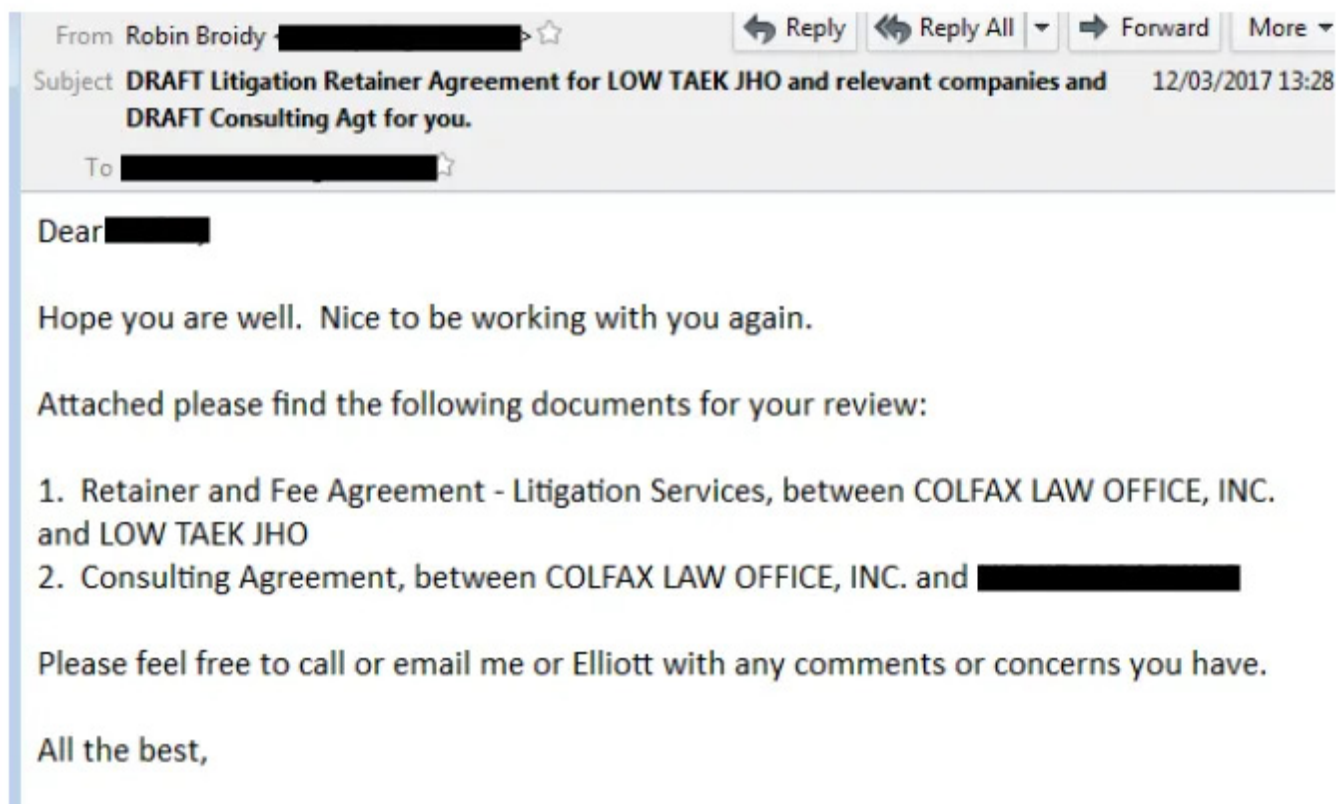 From Robin Broidy < > Reply Reply All Forward More
Subject DRAFT Litigation Retainer Agreement for LOW TAEK JHO and relevant companies and 12/03/2017 13:28
DRAFT Consulting Agt for you.
To
Dear
Hope you are well. Nice to be working with you again.
Attached please find the following documents for your review:
1. Retainer and Fee Agreement - Litigation Services, between COLFAX LAW OFFICE, INC.
and LOW TAEK JHO
2. Consulting Agreement, between COLFAX LAW OFFICE, INC. and
Please feel free to call or email me or Elliott with any comments or concerns you have.
All the best,